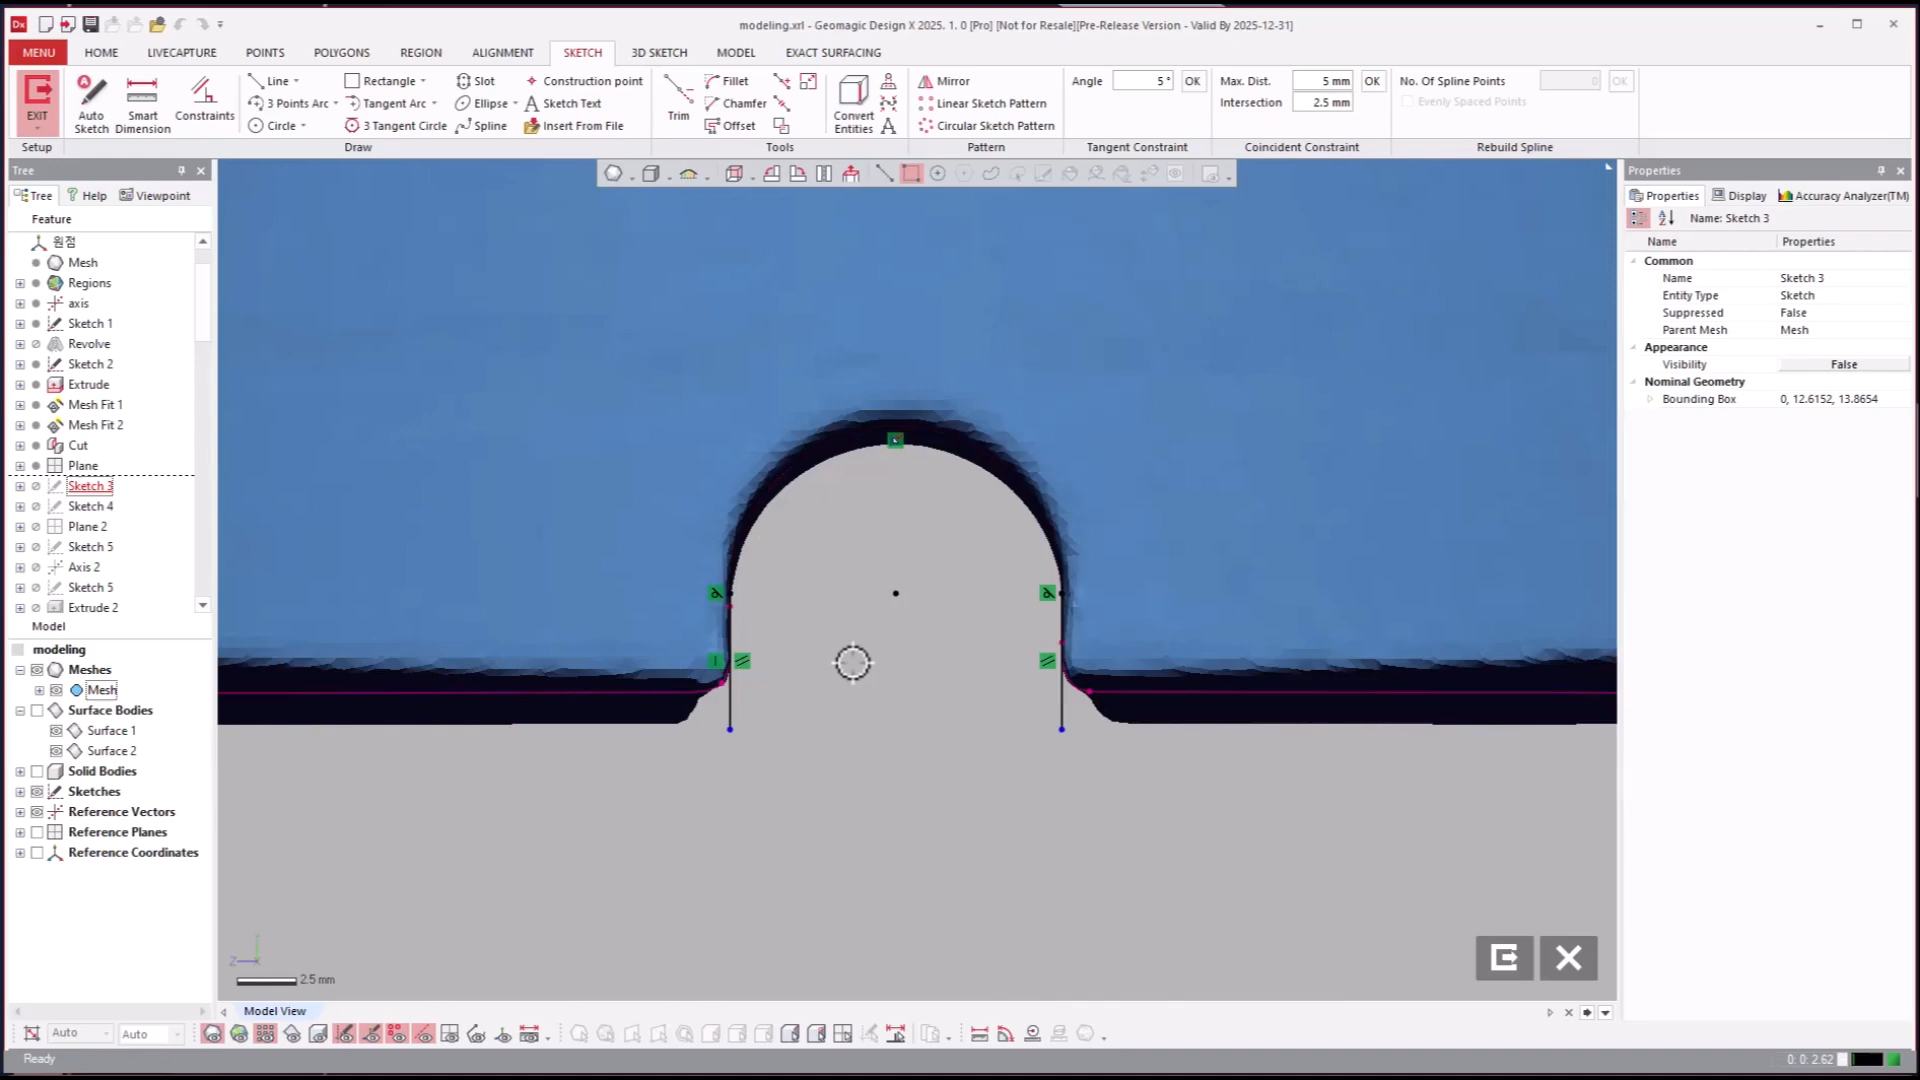 modeling.xrl - Geomagic Design X 2025. 1. 0 [Pro] [Not for Resale][Pre-Release Version - Valid By 2025-12-31]
MENU HOME LIVECAPTURE POINTS POLYGONS REGION ALIGNMENT SKETCH 3D SKETCH MODEL EXACT SURFACING
Line Rectangle Slot Construction point Fillet Mirror Angle 5° OK Max. Dist. 5 mm OK No. Of Spline Points 0 OK
3 Points Arc Tangent Arc Ellipse Sketch Text Chamfer Linear Sketch Pattern Intersection 2.5 mm Evenly Spaced Points
EXIT Auto Sketch Smart Dimension Constraints Trim Convert Entities
Circle 3 Tangent Circle Spline Insert From File Offset Circular Sketch Pattern
Setup Draw Tools Pattern Tangent Constraint Coincident Constraint Rebuild Spline
Tree
Tree Help Viewpoint
Feature
원점
Mesh
Regions
axis
Sketch 1
Revolve
Sketch 2
Extrude
Mesh Fit 1
Mesh Fit 2
Cut
Plane
Sketch 3
Sketch 4
Plane 2
Sketch 5
Axis 2
Sketch 5
Extrude 2
Model
modeling
Meshes
Mesh
Surface Bodies
Surface 1
Surface 2
Solid Bodies
Sketches
Reference Vectors
Reference Planes
Reference Coordinates
Z
2.5 mm
Properties
Properties Display Accuracy Analyzer(TM)
Name: Sketch 3
Name Properties
Common
Name Sketch 3
Entity Type Sketch
Suppressed False
Parent Mesh Mesh
Appearance
Visibility False
Nominal Geometry
Bounding Box 0, 12.6152, 13.8654
Model View
Auto Auto
Ready 0: 0: 2.62